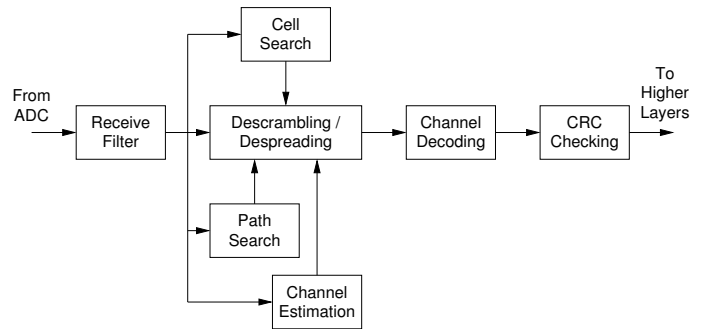 Cell
Search
From
ADC
Receive
Filter
Descrambling /
Despreading
Channel
Decoding
CRC
Checking
To
Higher
Layers
Path
Search
Channel
Estimation